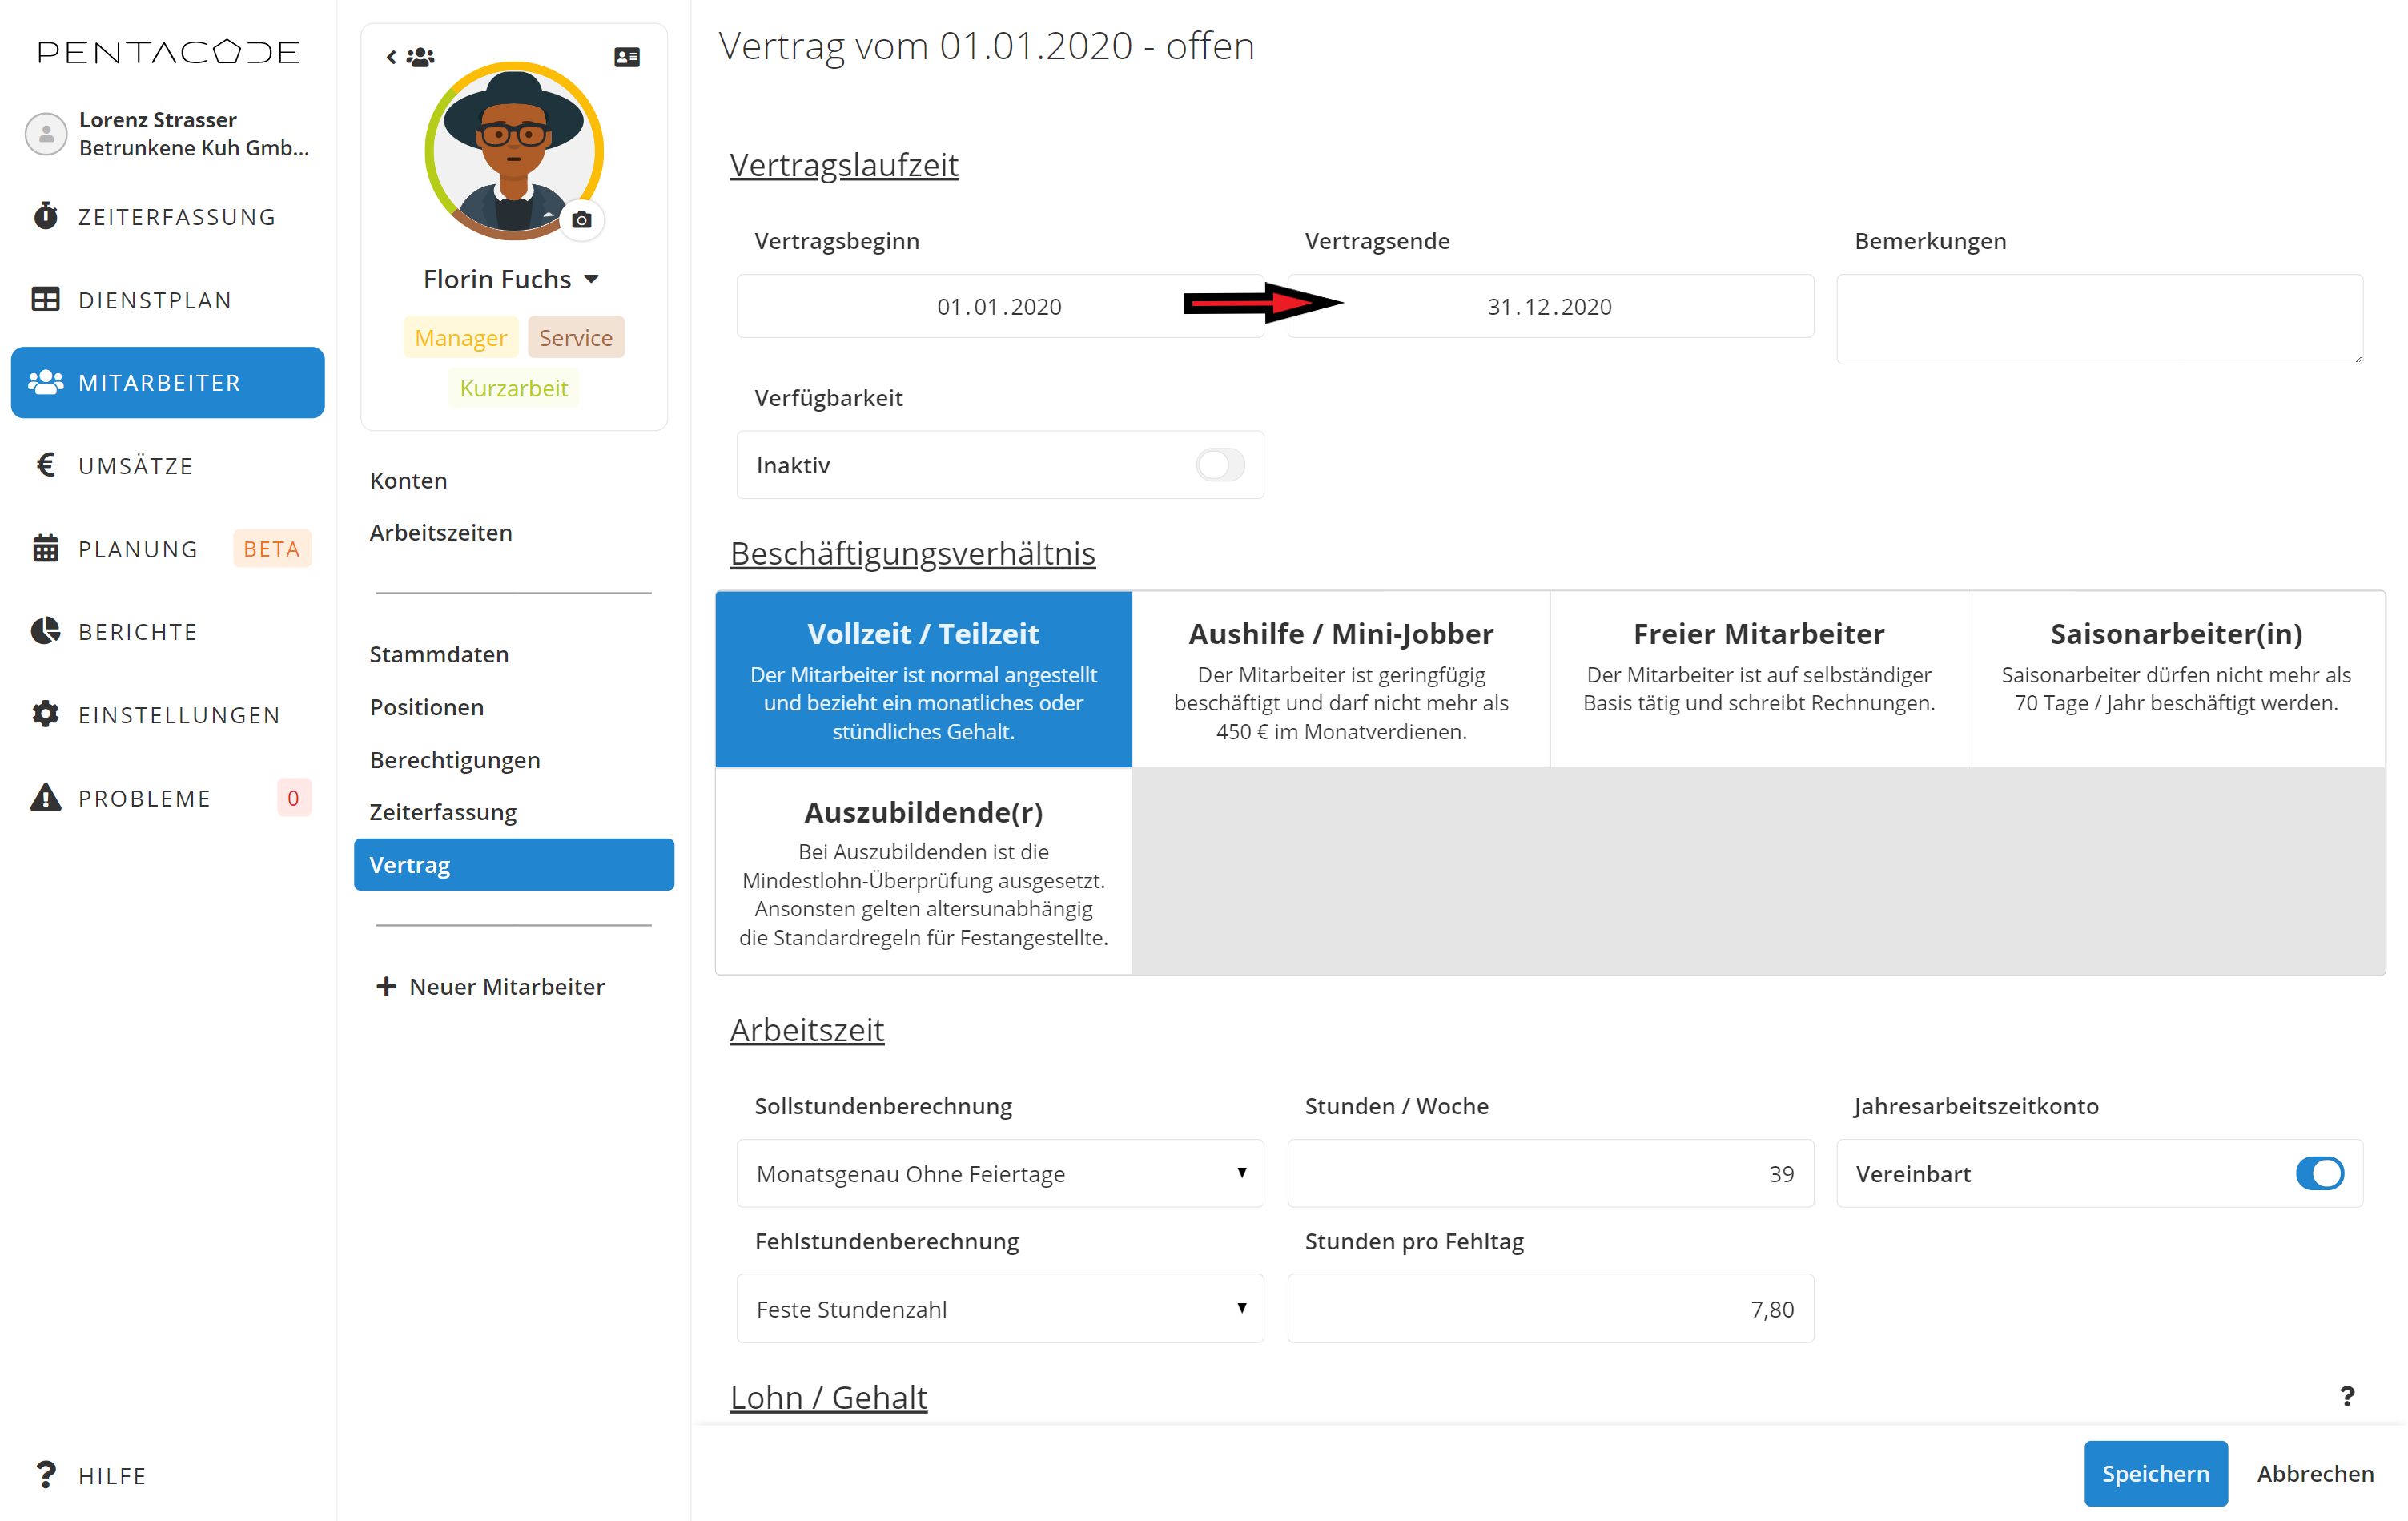 PENTACODE
Lorenz Strasser
Betrunkene Kuh Gmb...
ZEITERFASSUNG
DIENSTPLAN
MITARBEITER
UMSÄTZE
PLANUNG BETA
BERICHTE
EINSTELLUNGEN
PROBLEME 0
HILFE
Florin Fuchs
Manager Service
Kurzarbeit
Konten
Arbeitszeiten
Stammdaten
Positionen
Berechtigungen
Zeiterfassung
Vertrag
Neuer Mitarbeiter
Vertrag vom 01.01.2020 - offen
Vertragslaufzeit
Vertragsbeginn Vertragsende Bemerkungen
01.01.2020 31.12.2020
Verfügbarkeit
Inaktiv
Beschäftigungsverhältnis
Vollzeit / Teilzeit
Der Mitarbeiter ist normal angestellt
und bezieht ein monatliches oder
stündliches Gehalt.
Aushilfe / Mini-Jobber
Der Mitarbeiter ist geringfügig
beschäftigt und darf nicht mehr als
450 € im Monatverdienen.
Freier Mitarbeiter
Der Mitarbeiter ist auf selbständiger
Basis tätig und schreibt Rechnungen.
Saisonarbeiter(in)
Saisonarbeiter dürfen nicht mehr als
70 Tage / Jahr beschäftigt werden.
Auszubildende(r)
Bei Auszubildenden ist die
Mindestlohn-Überprüfung ausgesetzt.
Ansonsten gelten altersunabhängig
die Standardregeln für Festangestellte.
Arbeitszeit
Sollstundenberechnung Stunden / Woche Jahresarbeitszeitkonto
Monatsgenau Ohne Feiertage 39 Vereinbart
Fehlstundenberechnung Stunden pro Fehltag
Feste Stundenzahl 7,80
Lohn / Gehalt ?
Speichern Abbrechen